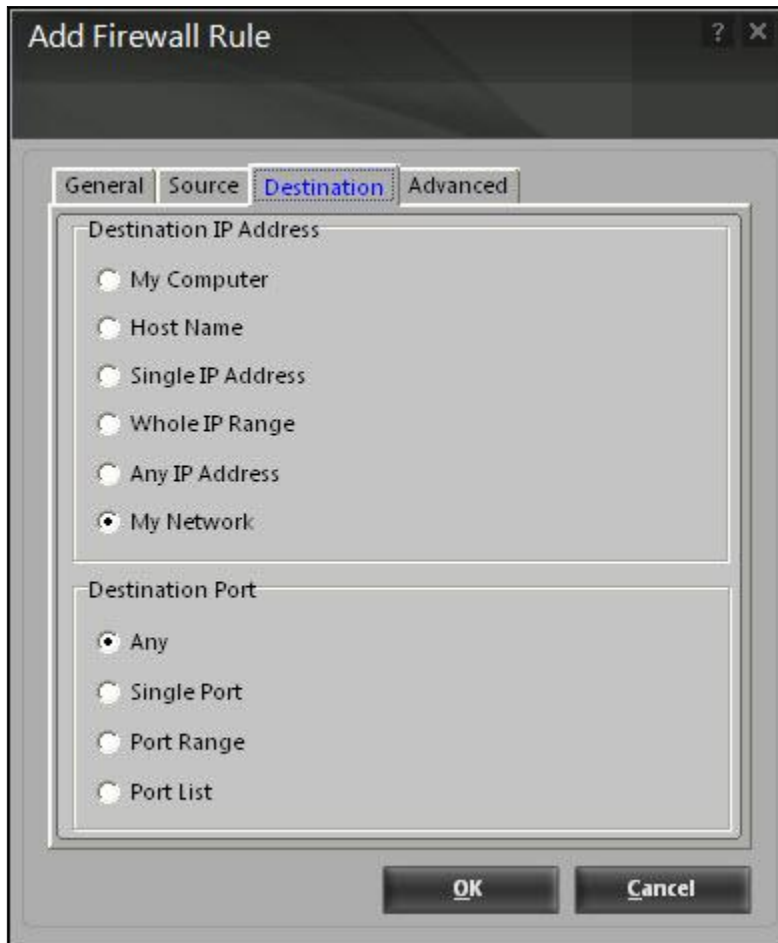 Add Firewall Rule ? ×
General Source Destination Advanced
Destination IP Address
My Computer
Host Name
Single IP Address
Whole IP Range
Any IP Address
My Network
Destination Port
Any
Single Port
Port Range
Port List
OK Cancel